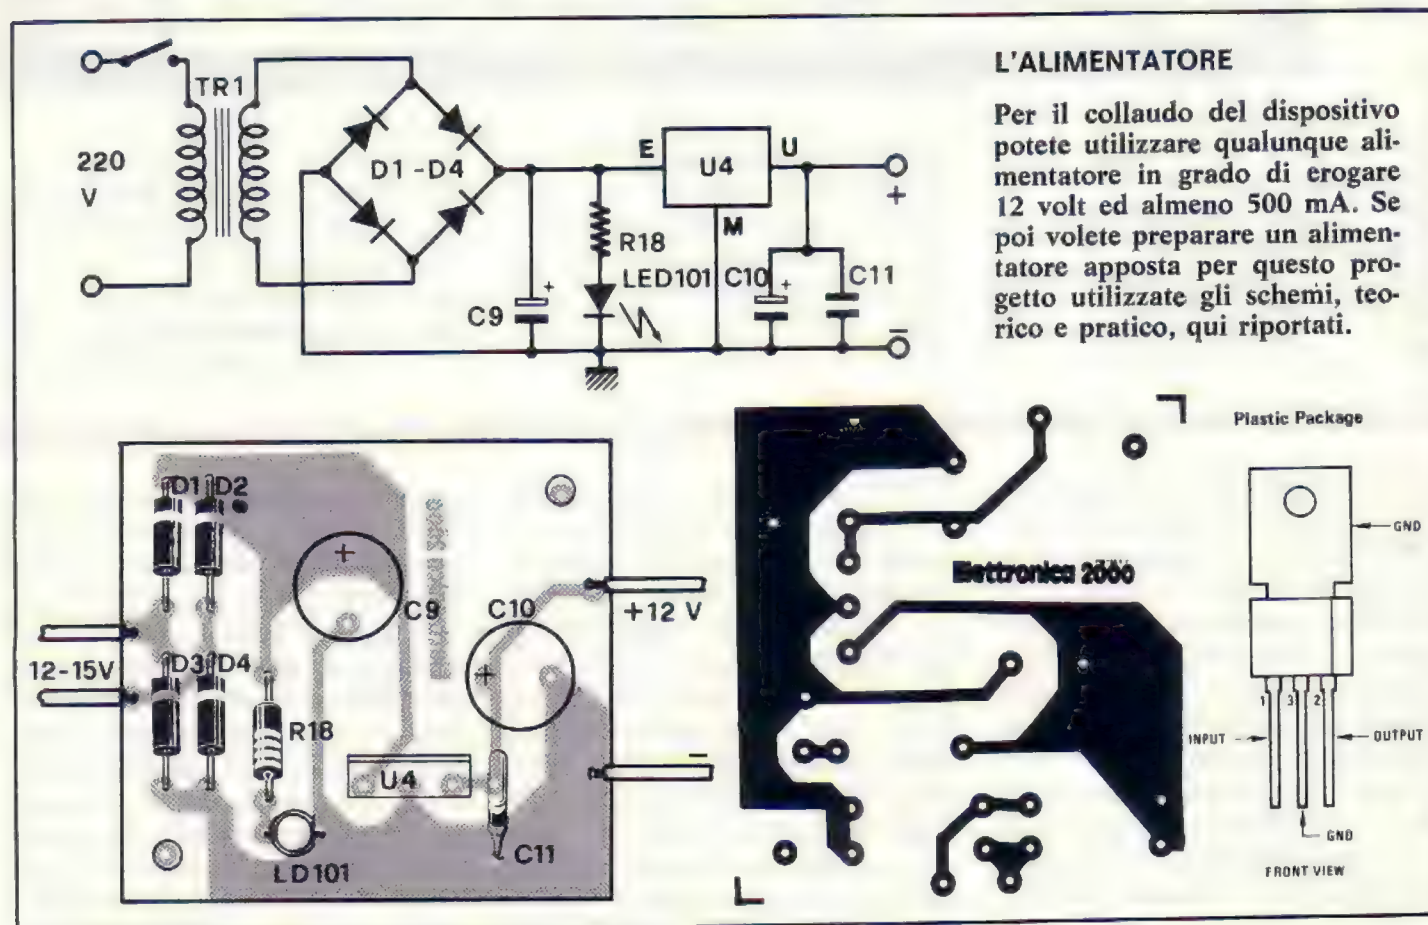 L'ALIMENTATORE
Per il collaudo del dispositivo
potete utilizzare qualunque ali-
mentatore in grado di erogare
12 volt ed almeno 500 mA. Se
poi volete preparare un alimen-
tatore apposta per questo pro-
getto utilizzate gli schemi, teo-
rico e pratico, qui riportati.
TR1
220
V
D1-D4
E
U4
U
M
+
R18
LED101
C9
+
C10
+
C11
-
D1 D2
+
C9
C10
+
+12 V
12-15V
D3 D4
R18
U4
-
LD101
C11
Elettronica 2000
Plastic Package
GND
1 3 2
INPUT
OUTPUT
GND
FRONT VIEW